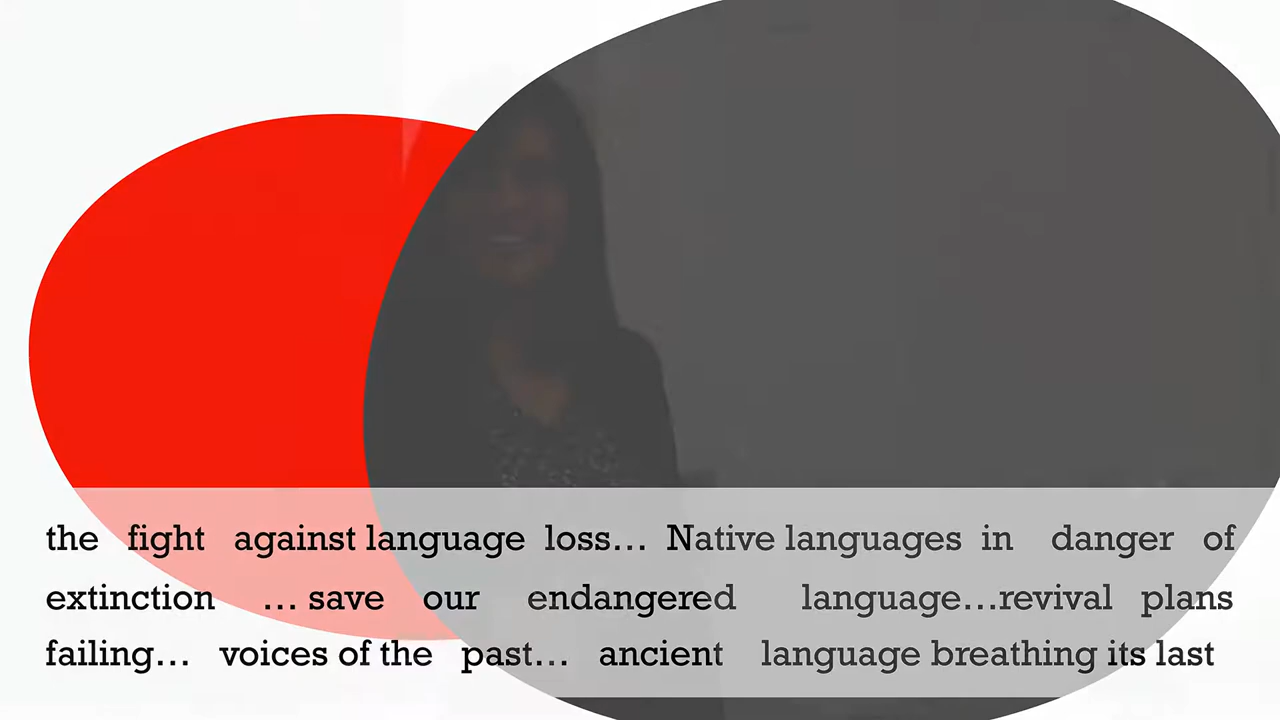 the fight against language loss… Native languages in danger of
extinction … save our endangered language…revival plans
failing… voices of the past… ancient language breathing its last